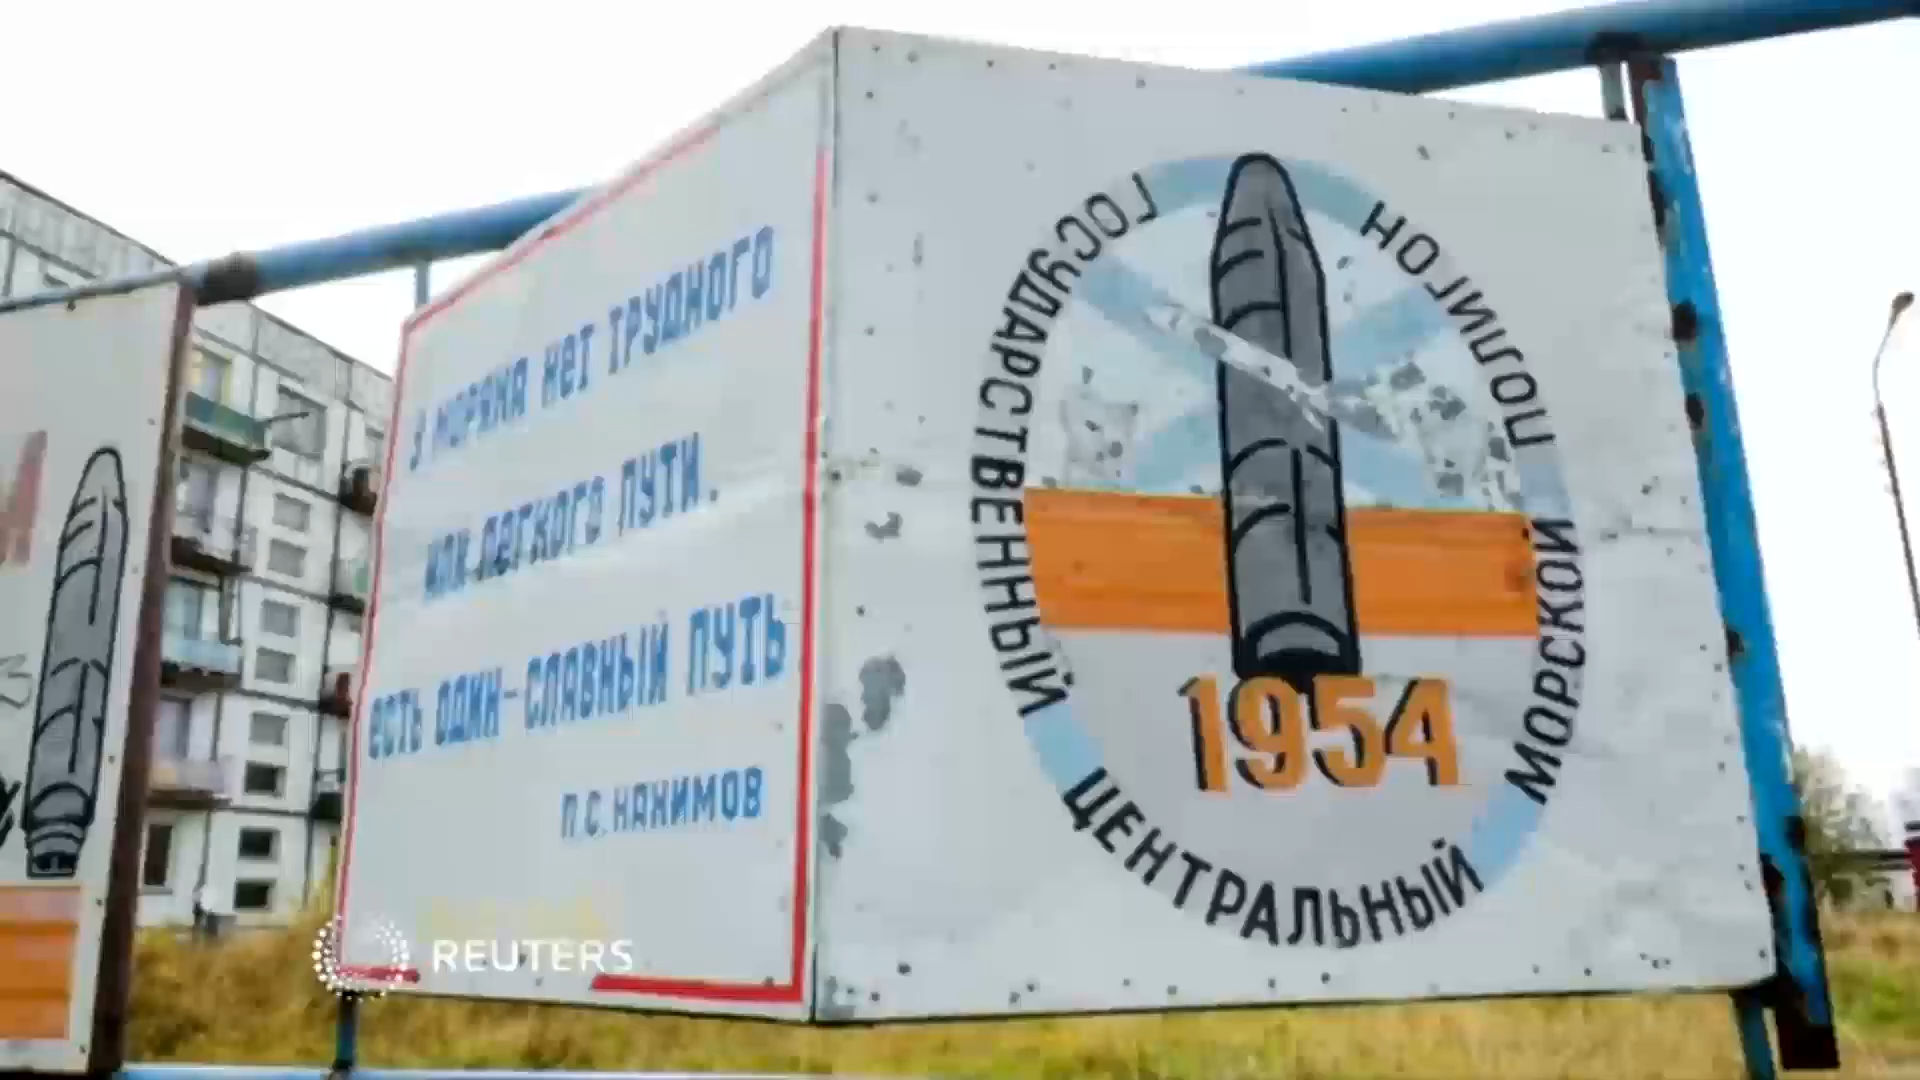 У МОРЯКА НЕТ ТРУДНОГО
ИЛИ ЛЕГКОГО ПУТИ.
ЕСТЬ ОДИН-СЛАВНЫЙ ПУТЬ
П.С. НАХИМОВ
ГОСУДАРСТВЕННЫЙ
ЦЕНТРАЛЬНЫЙ
МОРСКОЙ
ПОЛИГОН
1954
REUTERS